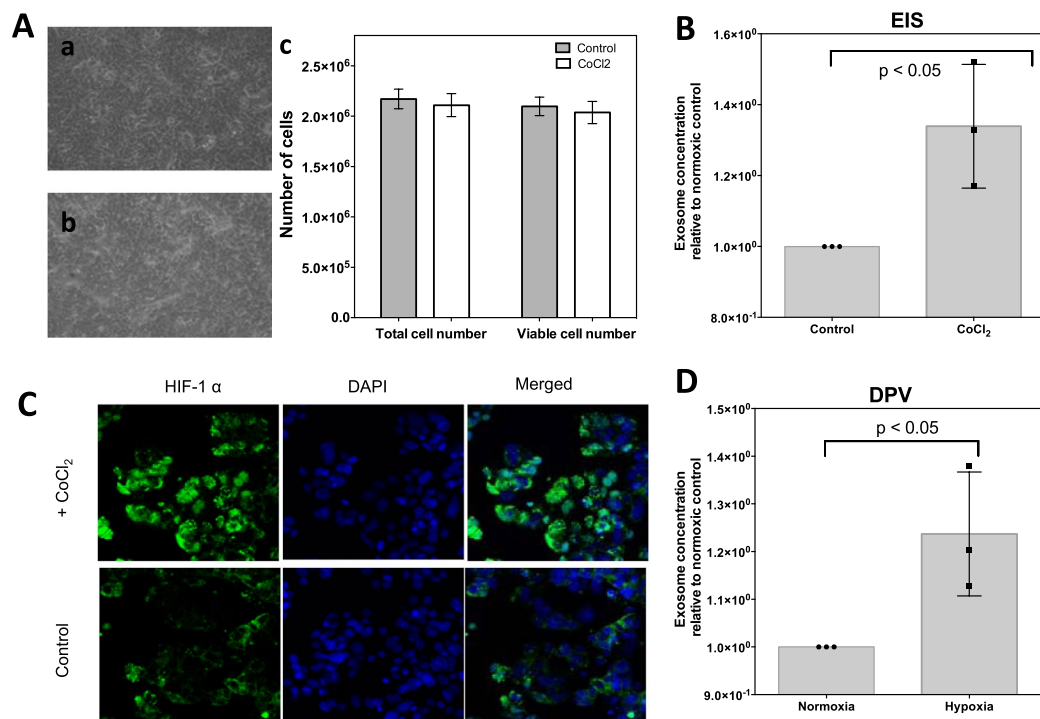 A
a
b
c
Control
CoCl2
Number of cells
2.5×10⁶
2.0×10⁶
1.5×10⁶
1.0×10⁶
5.0×10⁵
0.0
Total cell number
Viable cell number
B
EIS
p < 0.05
Exosome concentration
relative to normoxic control
1.6×10⁰
1.4×10⁰
1.2×10⁰
1.0×10⁰
8.0×10⁻¹
Control
CoCl₂
C
HIF-1 α
DAPI
Merged
+ CoCl₂
Control
D
DPV
p < 0.05
Exosome concentration
relative to normoxic control
1.5×10⁰
1.4×10⁰
1.3×10⁰
1.2×10⁰
1.1×10⁰
1.0×10⁰
9.0×10⁻¹
Normoxia
Hypoxia